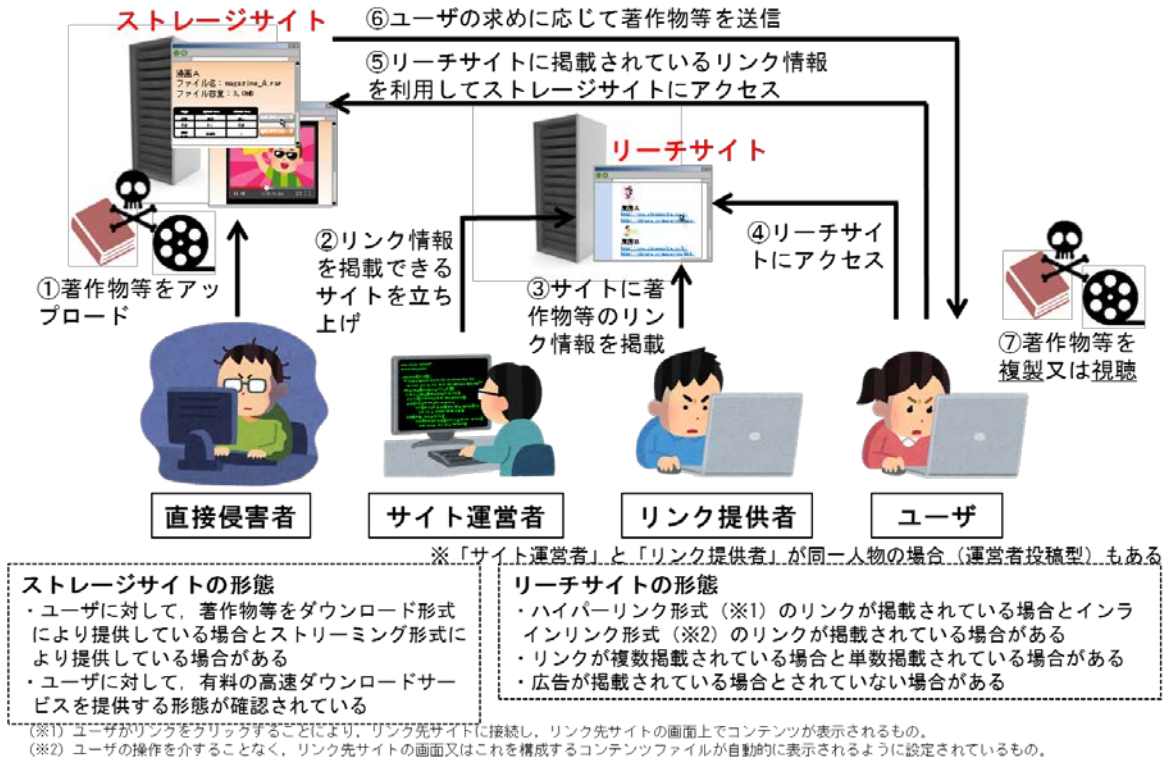 ストレージサイト
⑥ユーザの求めに応じて著作物等を送信
⑤リーチサイトに掲載されているリンク情報
を利用してストレージサイトにアクセス
漫画A
ファイル名：magazine_A.rar
ファイル容量：3.0MB
リーチサイト
漫画A
漫画B
①著作物等をアッ
プロード
②リンク情報
を掲載できる
サイトを立ち
上げ
③サイトに著
作物等のリン
ク情報を掲載
④リーチサイ
トにアクセス
⑦著作物等を
複製又は視聴
直接侵害者
サイト運営者
リンク提供者
ユーザ
※「サイト運営者」と「リンク提供者」が同一人物の場合（運営者投稿型）もある
ストレージサイトの形態
・ユーザに対して，著作物等をダウンロード形式
により提供している場合とストリーミング形式に
より提供している場合がある
・ユーザに対して，有料の高速ダウンロードサー
ビスを提供する形態が確認されている
リーチサイトの形態
・ハイパーリンク形式（※1）のリンクが掲載されている場合とインラ
インリンク形式（※2）のリンクが掲載されている場合がある
・リンクが複数掲載されている場合と単数掲載されている場合がある
・広告が掲載されている場合とされていない場合がある
（※1）ユーザがリンクをクリックすることにより，リンク先サイトに接続し，リンク先サイトの画面上でコンテンツが表示されるもの。
（※2）ユーザの操作を介することなく，リンク先サイトの画面又はこれを構成するコンテンツファイルが自動的に表示されるように設定されているもの。